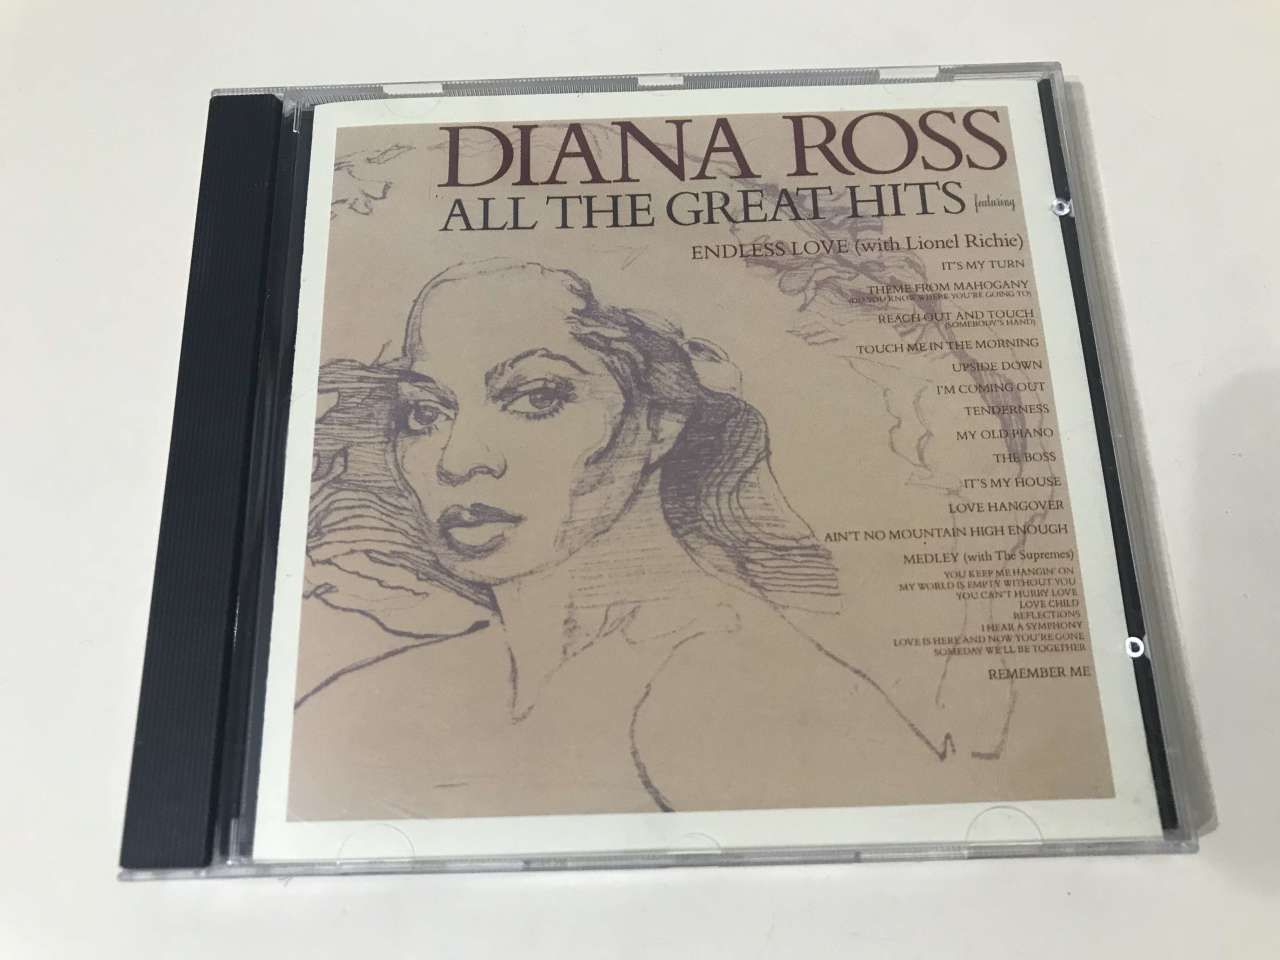 DIANA ROSS
ALL THE GREAT HITS featuring
ENDLESS LOVE (with Lionel Richie)
IT'S MY TURN
THEME FROM MAHOGANY
(DO YOU KNOW WHERE YOU'RE GOING TO)
REACH OUT AND TOUCH
(SOMEBODY'S HAND)
TOUCH ME IN THE MORNING
UPSIDE DOWN
I'M COMING OUT
TENDERNESS
MY OLD PIANO
THE BOSS
IT'S MY HOUSE
LOVE HANGOVER
AIN'T NO MOUNTAIN HIGH ENOUGH
MEDLEY (with The Supremes)
YOU KEEP ME HANGIN' ON
MY WORLD IS EMPTY WITHOUT YOU
YOU CAN'T HURRY LOVE
LOVE CHILD
REFLECTIONS
I HEAR A SYMPHONY
LOVE IS HERE AND NOW YOU'RE GONE
SOMEDAY WE'LL BE TOGETHER
REMEMBER ME